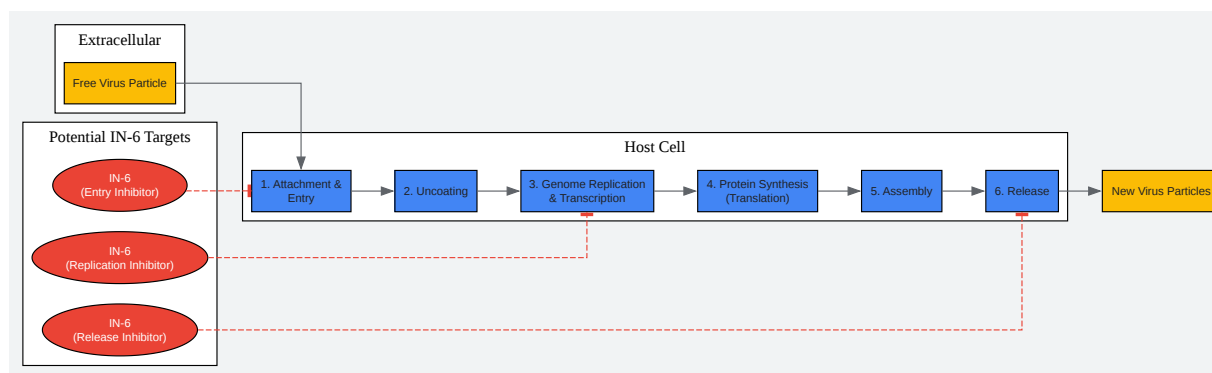 Extracellular
Free Virus Particle
Potential IN-6 Targets
IN-6
(Entry Inhibitor)
IN-6
(Replication Inhibitor)
IN-6
(Release Inhibitor)
Host Cell
1. Attachment &
Entry
2. Uncoating
3. Genome Replication
& Transcription
4. Protein Synthesis
(Translation)
5. Assembly
6. Release
New Virus Particles